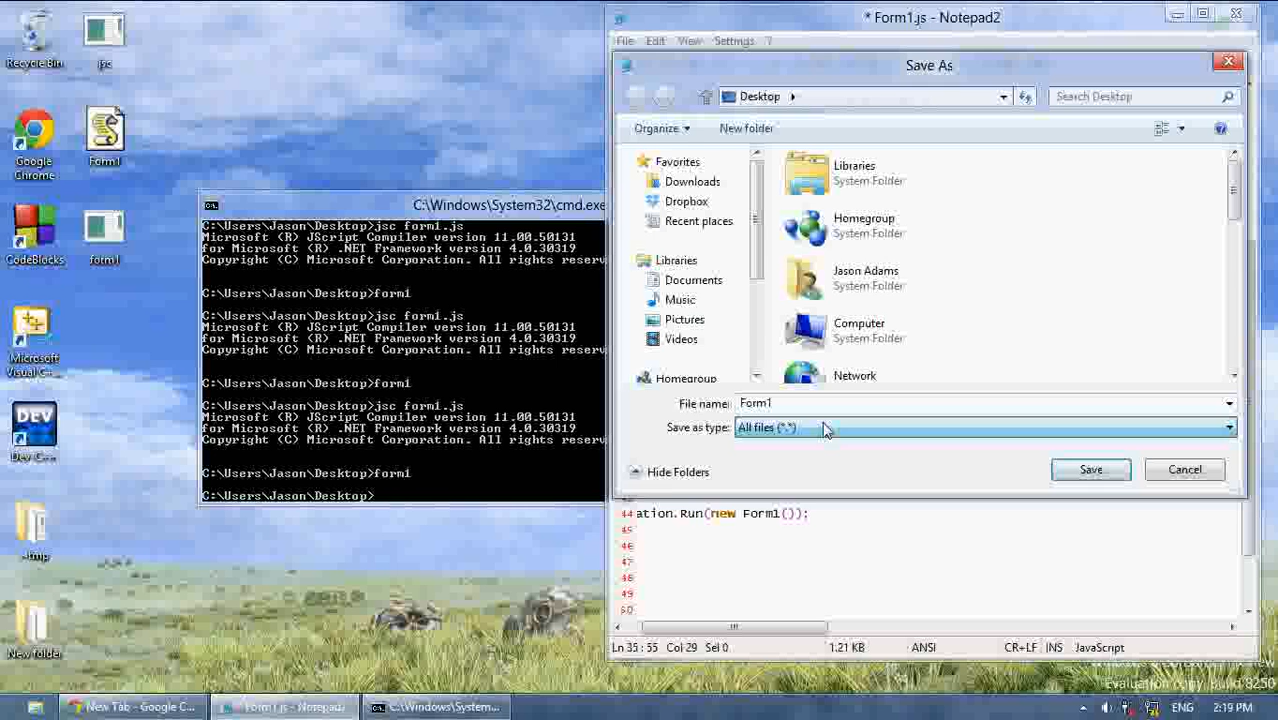 Recycle Bin
jsc
Google
Chrome
Form1
CodeBlocks
form1
Microsoft
Visual C...
Dev C++
~tmp
New folder
C:\Windows\System32\cmd.exe
C:\Users\Jason\Desktop>jsc form1.js
Microsoft (R) JScript Compiler version 11.00.50131
for Microsoft (R) .NET Framework version 4.0.30319
Copyright (C) Microsoft Corporation. All rights reserv
C:\Users\Jason\Desktop>form1
C:\Users\Jason\Desktop>jsc form1.js
Microsoft (R) JScript Compiler version 11.00.50131
for Microsoft (R) .NET Framework version 4.0.30319
Copyright (C) Microsoft Corporation. All rights reserv
C:\Users\Jason\Desktop>form1
C:\Users\Jason\Desktop>jsc form1.js
Microsoft (R) JScript Compiler version 11.00.50131
for Microsoft (R) .NET Framework version 4.0.30319
Copyright (C) Microsoft Corporation. All rights reserv
C:\Users\Jason\Desktop>form1
C:\Users\Jason\Desktop>
* Form1.js - Notepad2
File Edit View Settings ?
Save As
Desktop
Search Desktop
Organize
New folder
Favorites
Downloads
Dropbox
Recent places
Libraries
Documents
Music
Pictures
Videos
Homegroup
Libraries
System Folder
Homegroup
System Folder
Jason Adams
System Folder
Computer
System Folder
Network
File name: Form1
Save as type: All files (*.*)
Hide Folders
Save
Cancel
44 ation.Run(new Form1());
45
46
47
48
49
50
Ln 35 : 55 Col 29 Sel 0 1.21 KB ANSI CR+LF INS JavaScript
Evaluation copy. Build 8250
New Tab - Google C...
Form1.js - Notepad...
C:\Windows\System...
ENG
2:19 PM